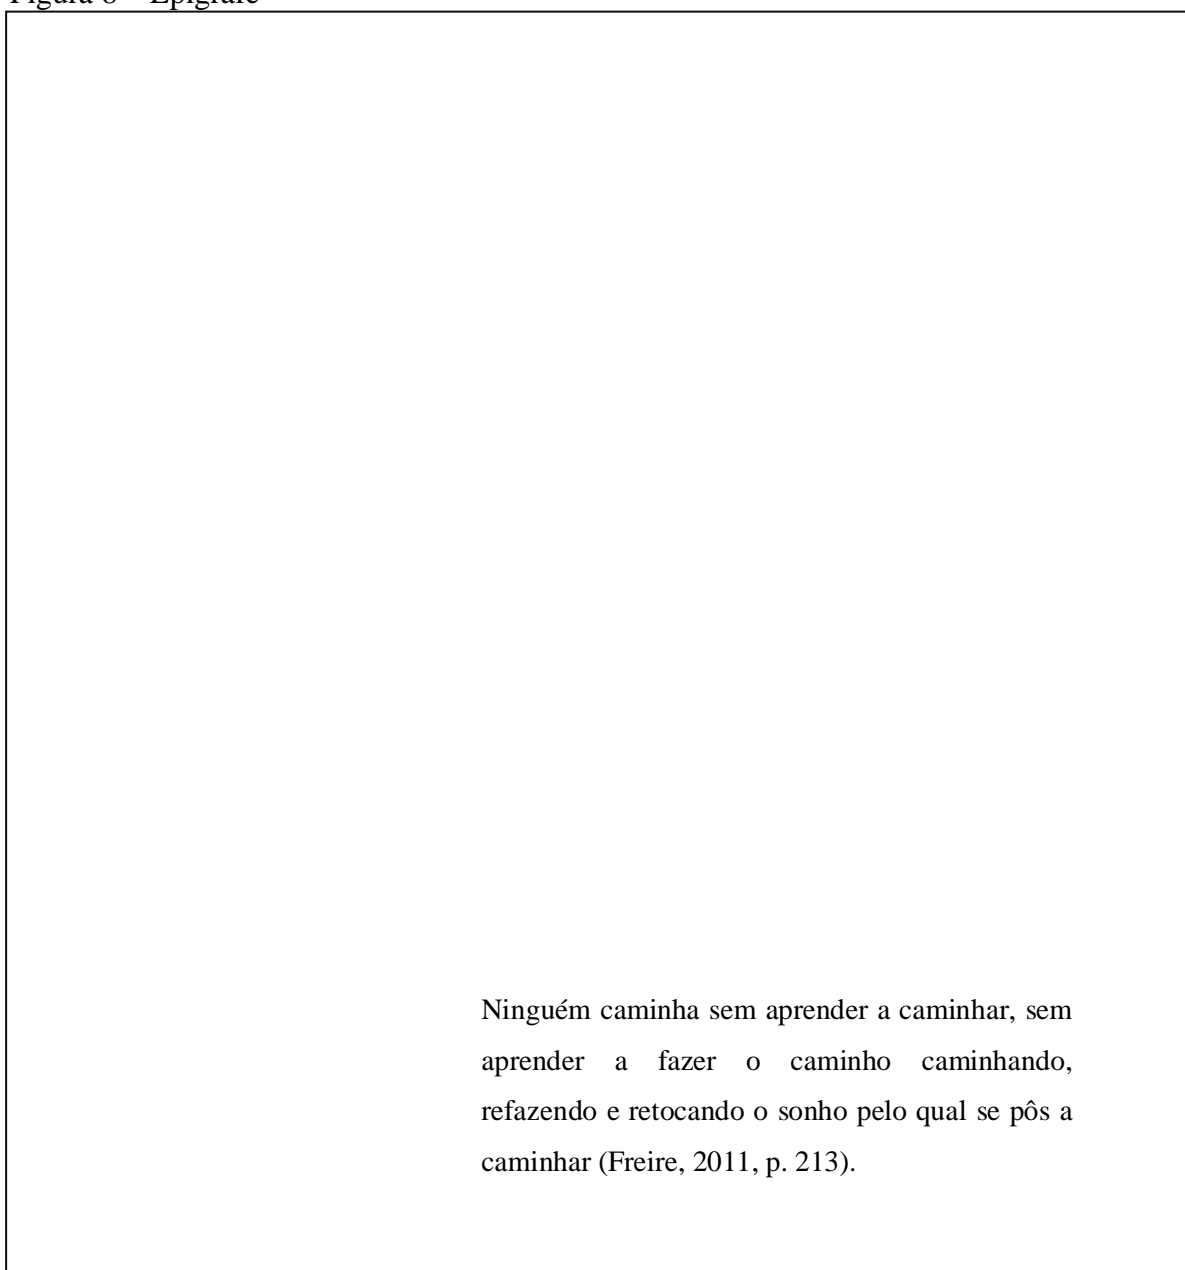 Figura 8 – Epígrafe
Ninguém caminha sem aprender a caminhar, sem
aprender a fazer o caminho caminhando,
refazendo e retocando o sonho pelo qual se pôs a
caminhar (Freire, 2011, p. 213).